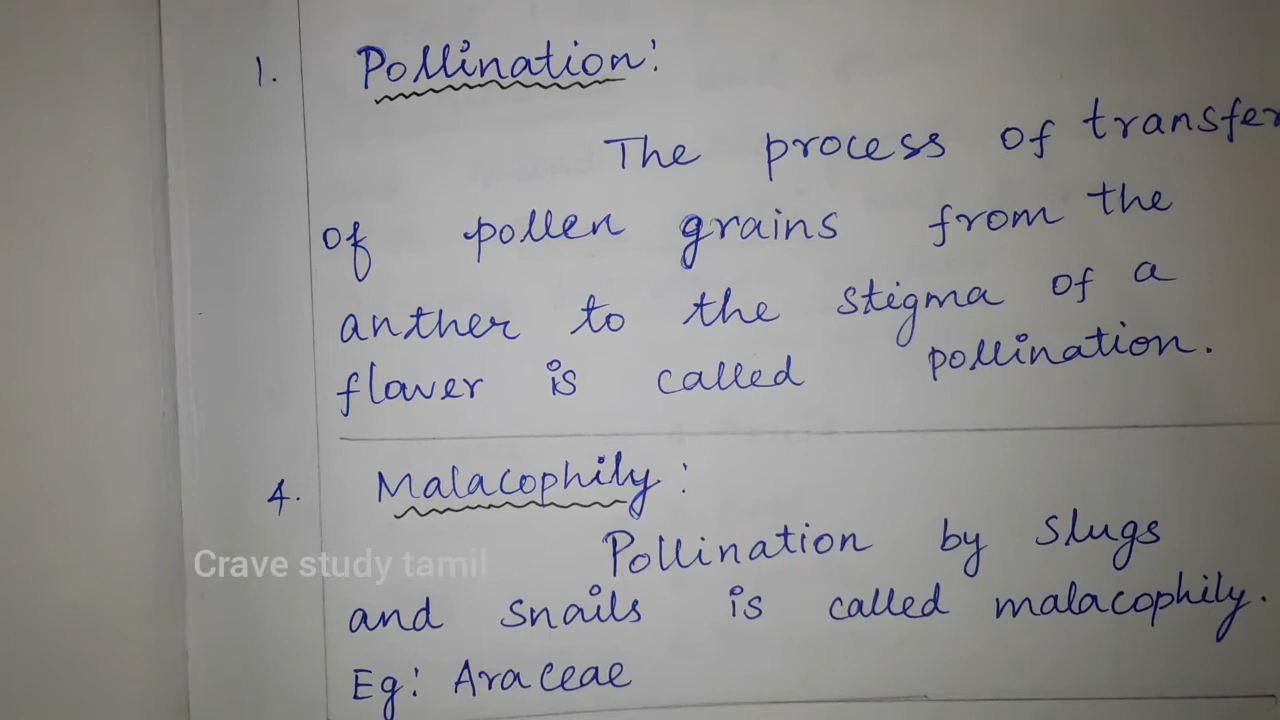 1. Pollination:
The process of transfer
of pollen grains from the
anther to the stigma of a
flower is called pollination.
4. Malacophily:
Pollination by slugs
Crave study tamil
and snails is called malacophily.
Eg: Araceae